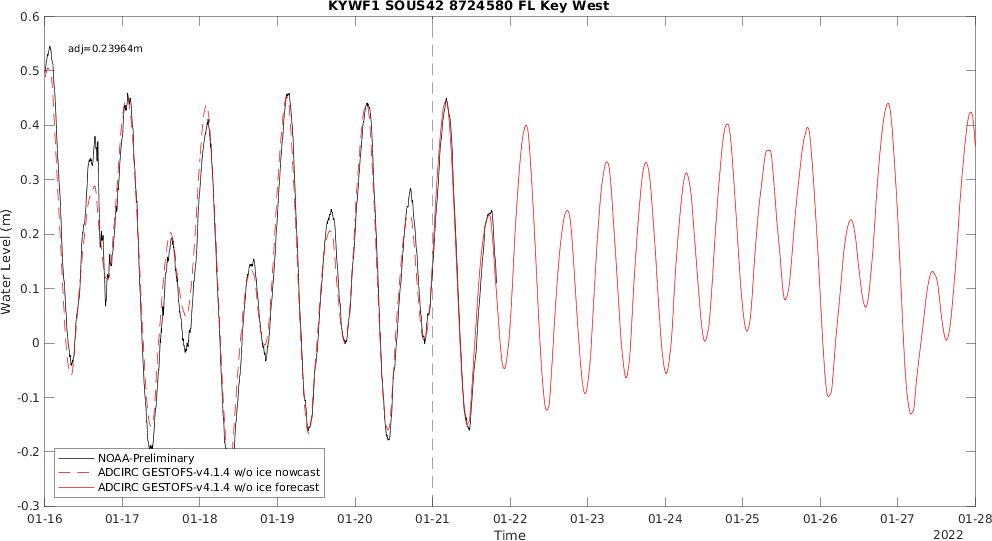 KYWF1 SOUS42 8724580 FL Key West
adj=0.23964m
Water Level (m)
0.6
0.5
0.4
0.3
0.2
0.1
0
-0.1
-0.2
-0.3
NOAA-Preliminary
ADCIRC GESTOFS-v4.1.4 w/o ice nowcast
ADCIRC GESTOFS-v4.1.4 w/o ice forecast
01-16 01-17 01-18 01-19 01-20 01-21 01-22 01-23 01-24 01-25 01-26 01-27 01-28
Time
2022